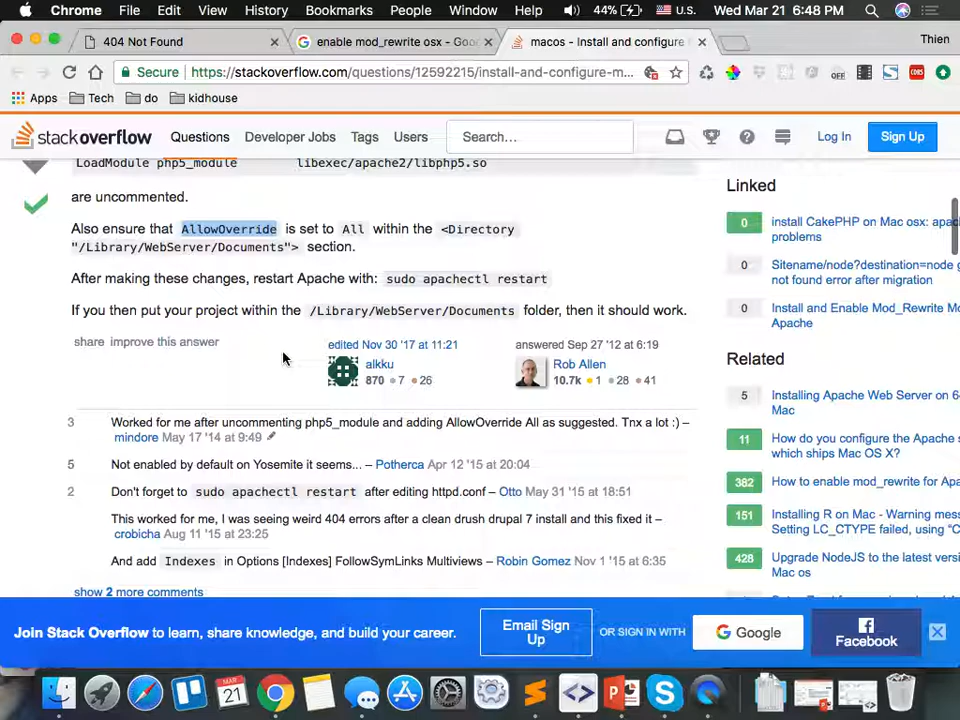 Chrome File Edit View History Bookmarks People Window Help 44% U.S. Wed Mar 21 6:48 PM
404 Not Found
enable mod_rewrite osx - Goo
macos - Install and configure
Thien
Secure https://stackoverflow.com/questions/12592215/install-and-configure-m...
OFF
CORS
Apps Tech do kidhouse
stackoverflow Questions Developer Jobs Tags Users Search... Log In Sign Up
LoadModule php5_module libexec/apache2/libphp5.so
are uncommented.
Also ensure that AllowOverride is set to All within the <Directory
"/Library/WebServer/Documents"> section.
After making these changes, restart Apache with: sudo apachectl restart
If you then put your project within the /Library/WebServer/Documents folder, then it should work.
share improve this answer
edited Nov 30 '17 at 11:21
alkku
870 7 26
answered Sep 27 '12 at 6:19
Rob Allen
10.7k 1 28 41
3 Worked for me after uncommenting php5_module and adding AllowOverride All as suggested. Tnx a lot :) –
mindore May 17 '14 at 9:49
5 Not enabled by default on Yosemite it seems... – Potherca Apr 12 '15 at 20:04
2 Don't forget to sudo apachectl restart after editing httpd.conf – Otto May 31 '15 at 18:51
This worked for me, I was seeing weird 404 errors after a clean drush drupal 7 install and this fixed it –
crobicha Aug 11 '15 at 23:25
And add Indexes in Options [Indexes] FollowSymLinks Multiviews – Robin Gomez Nov 1 '15 at 6:35
show 2 more comments
Linked
0 install CakePHP on Mac osx: apac
problems
0 Sitename/node?destination=node g
not found error after migration
0 Install and Enable Mod_Rewrite Mo
Apache
Related
5 Installing Apache Web Server on 64
Mac
11 How do you configure the Apache s
which ships Mac OS X?
382 How to enable mod_rewrite for Apa
151 Installing R on Mac - Warning mess
Setting LC_CTYPE failed, using "C
428 Upgrade NodeJS to the latest versio
Mac os
Join Stack Overflow to learn, share knowledge, and build your career.
Email Sign
Up
OR SIGN IN WITH
Google
Facebook
MAR
21